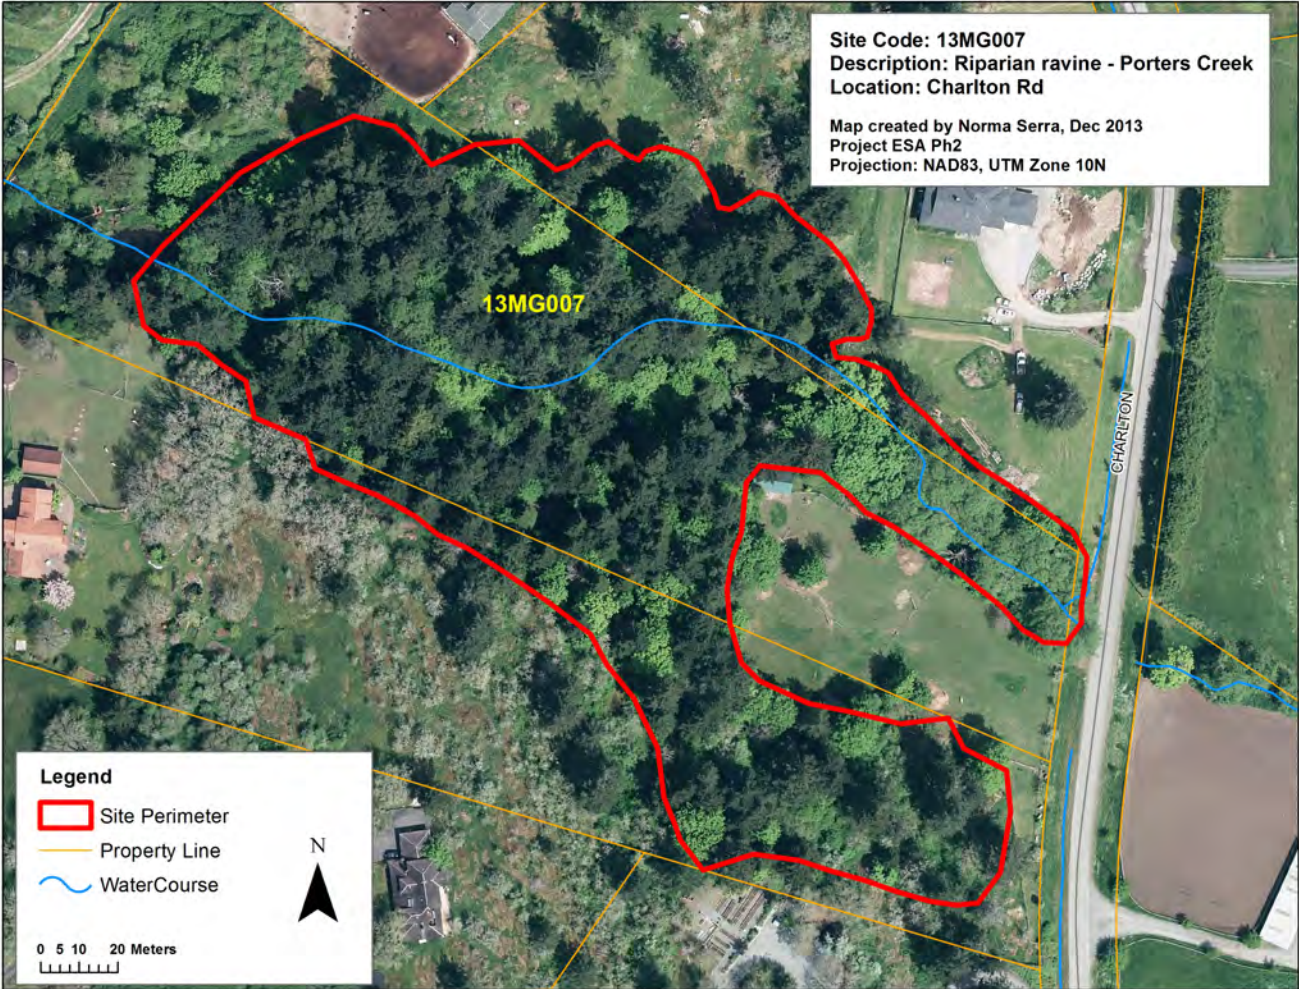 Site Code: 13MG007
Description: Riparian ravine - Porters Creek
Location: Charlton Rd
Map created by Norma Serra, Dec 2013
Project ESA Ph2
Projection: NAD83, UTM Zone 10N
13MG007
CHARLTON
Legend
Site Perimeter
Property Line
WaterCourse
N
0 5 10 20 Meters